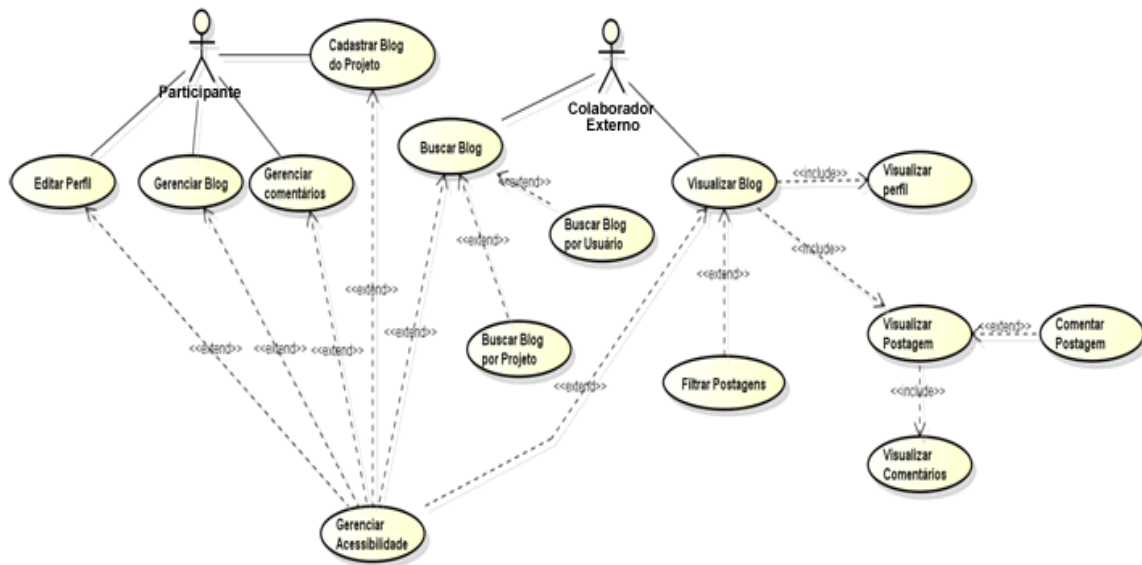 Cadastrar Blog
do Projeto
Participante
Colaborador
Externo
Editar Perfil
Gerenciar Blog
Gerenciar
comentários
Buscar Blog
Visualizar Blog
<<include>>
Visualizar
perfil
<<extend>>
Buscar Blog
por Usuário
<<extend>>
<<include>>
<<extend>>
<<extend>>
Visualizar
Postagem
<<extend>>
Comentar
Postagem
<<extend>>
<<extend>>
<<extend>>
<<extend>>
Buscar Blog
por Projeto
<<extend>>
Filtrar Postagens
<<include>>
Visualizar
Comentários
Gerenciar
Acessibilidade